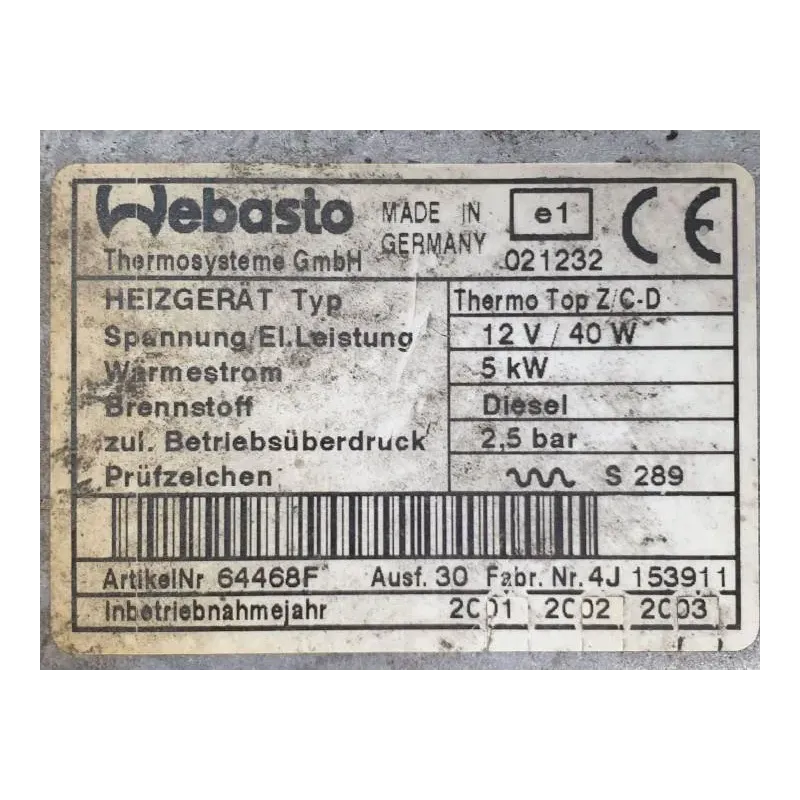 Webasto MADE IN GERMANY e1 CE
Thermosysteme GmbH 021232
HEIZGERÄT Typ Thermo Top Z/C-D
Spannung/El.Leistung 12 V / 40 W
Wärmestrom 5 kW
Brennstoff Diesel
zul. Betriebsüberdruck 2,5 bar
Prüfzeichen S 289
ArtikelNr 64468F Ausf. 30 Fabr. Nr. 4J 153911
Inbetriebnahmejahr 2001 2002 2003